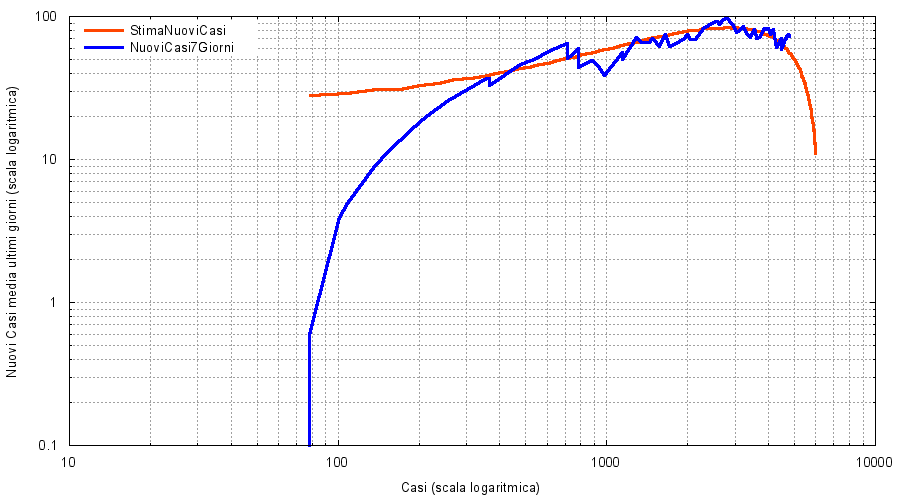 StimaNuoviCasi
NuoviCasi7Giorni
Nuovi Casi media ultimi giorni (scala logaritmica)
100
10
1
0.1
10
100
1000
10000
Casi (scala logaritmica)